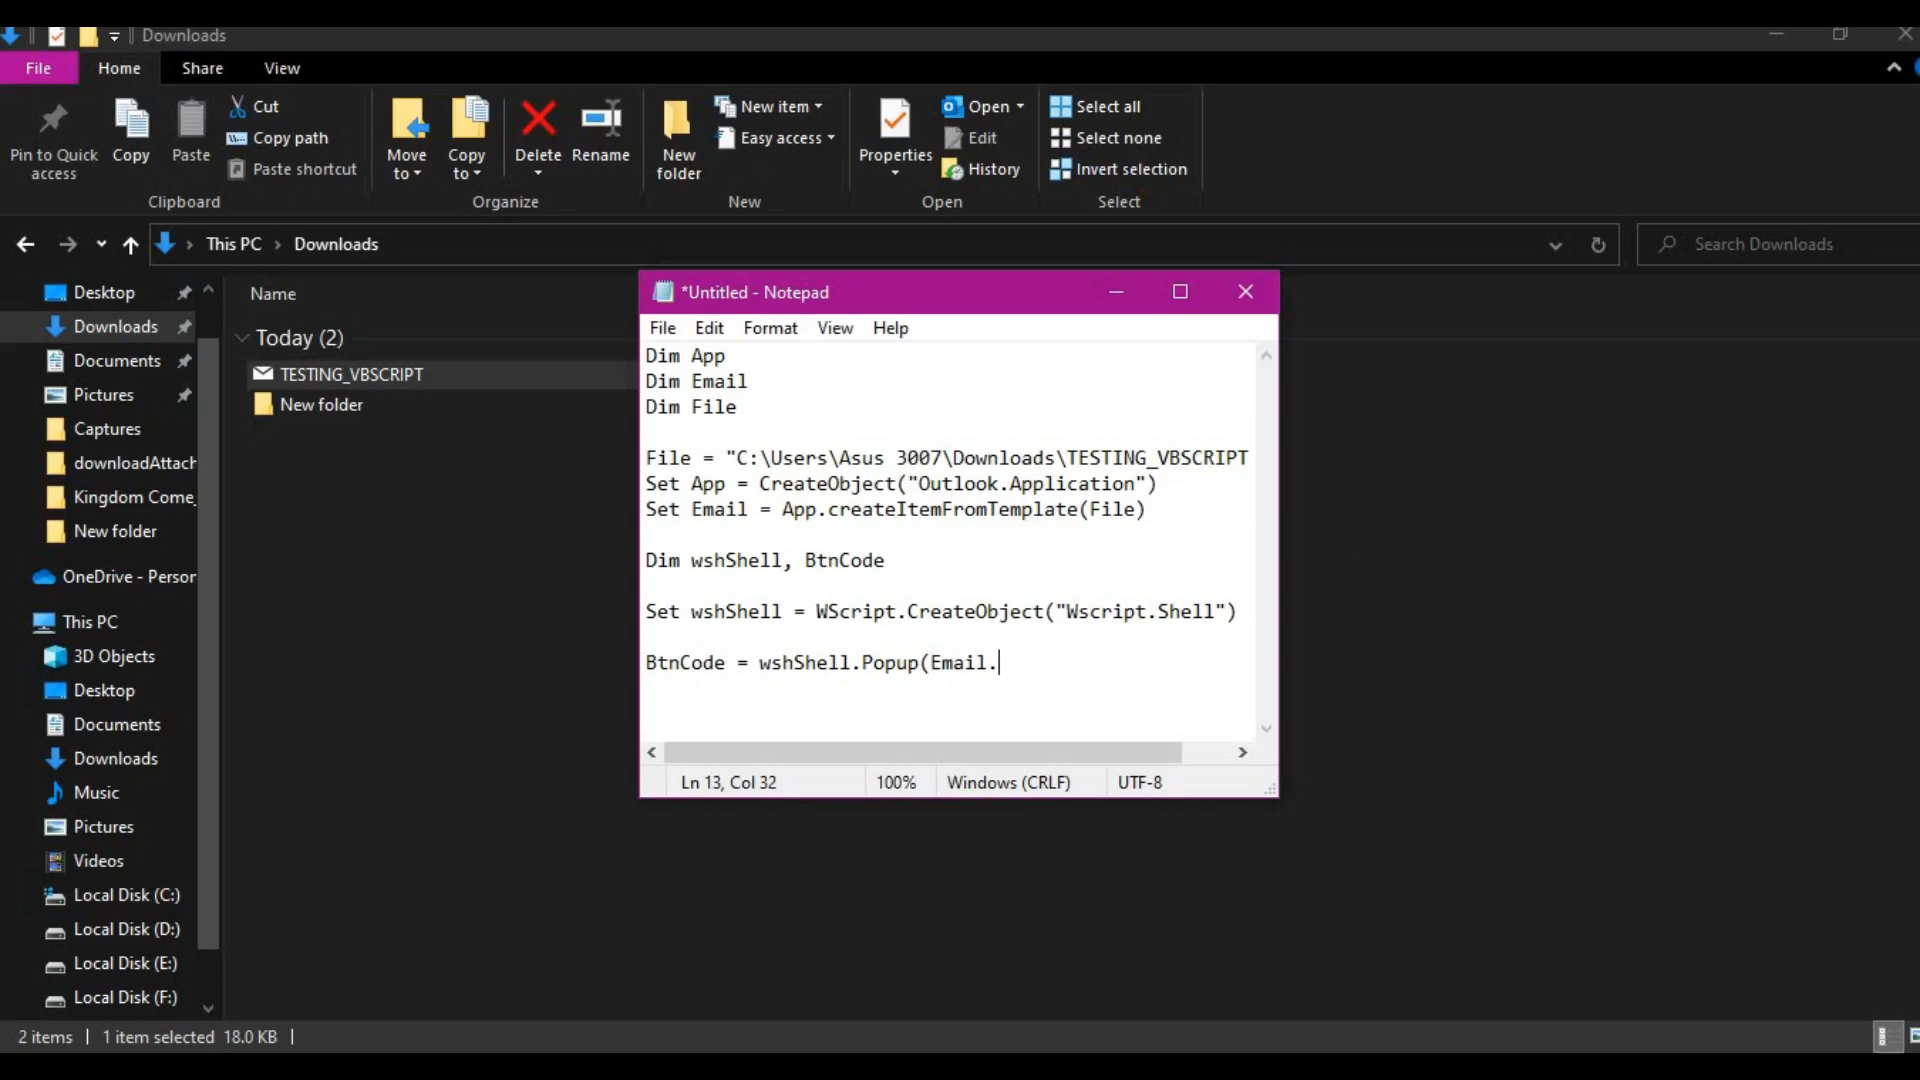 Downloads
File
Home
Share
View
Pin to Quick access
Copy
Paste
Cut
Copy path
Paste shortcut
Clipboard
Move to
Copy to
Delete
Rename
Organize
New folder
New item
Easy access
New
Properties
Open
Edit
History
Open
Select all
Select none
Invert selection
Select
This PC
Downloads
Search Downloads
Desktop
Downloads
Documents
Pictures
Captures
downloadAttach
Kingdom Come_
New folder
OneDrive - Person
This PC
3D Objects
Desktop
Documents
Downloads
Music
Pictures
Videos
Local Disk (C:)
Local Disk (D:)
Local Disk (E:)
Local Disk (F:)
Name
Today (2)
TESTING_VBSCRIPT
New folder
*Untitled - Notepad
File Edit Format View Help
Dim App
Dim Email
Dim File
File = "C:\Users\Asus 3007\Downloads\TESTING_VBSCRIPT
Set App = CreateObject("Outlook.Application")
Set Email = App.createItemFromTemplate(File)
Dim wshShell, BtnCode
Set wshShell = WScript.CreateObject("Wscript.Shell")
BtnCode = wshShell.Popup(Email.
Ln 13, Col 32
100%
Windows (CRLF)
UTF-8
2 items
1 item selected 18.0 KB